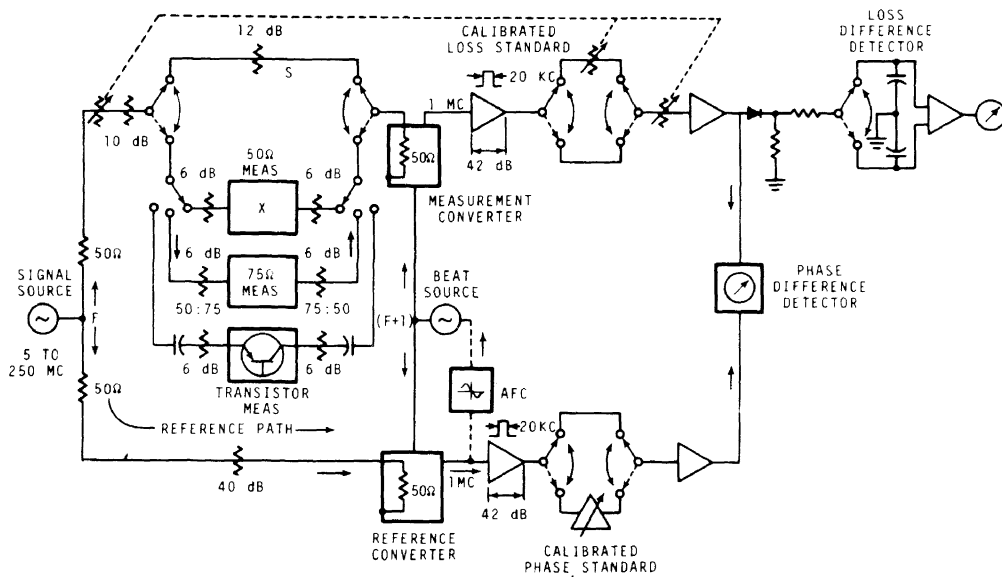 12 dB
S
10 dB
CALIBRATED
LOSS STANDARD
20 KC
1 MC
42 dB
LOSS
DIFFERENCE
DETECTOR
50Ω
MEAS
6 dB
6 dB
X
50Ω
MEASUREMENT
CONVERTER
50Ω
6 dB
6 dB
75Ω
MEAS
50:75
75:50
SIGNAL
SOURCE
F
5 TO
250 MC
BEAT
SOURCE
(F+1)
PHASE
DIFFERENCE
DETECTOR
6 dB
6 dB
TRANSISTOR
MEAS
50Ω
REFERENCE PATH
AFC
40 dB
50Ω
REFERENCE
CONVERTER
20KC
1MC
42 dB
CALIBRATED
PHASE STANDARD